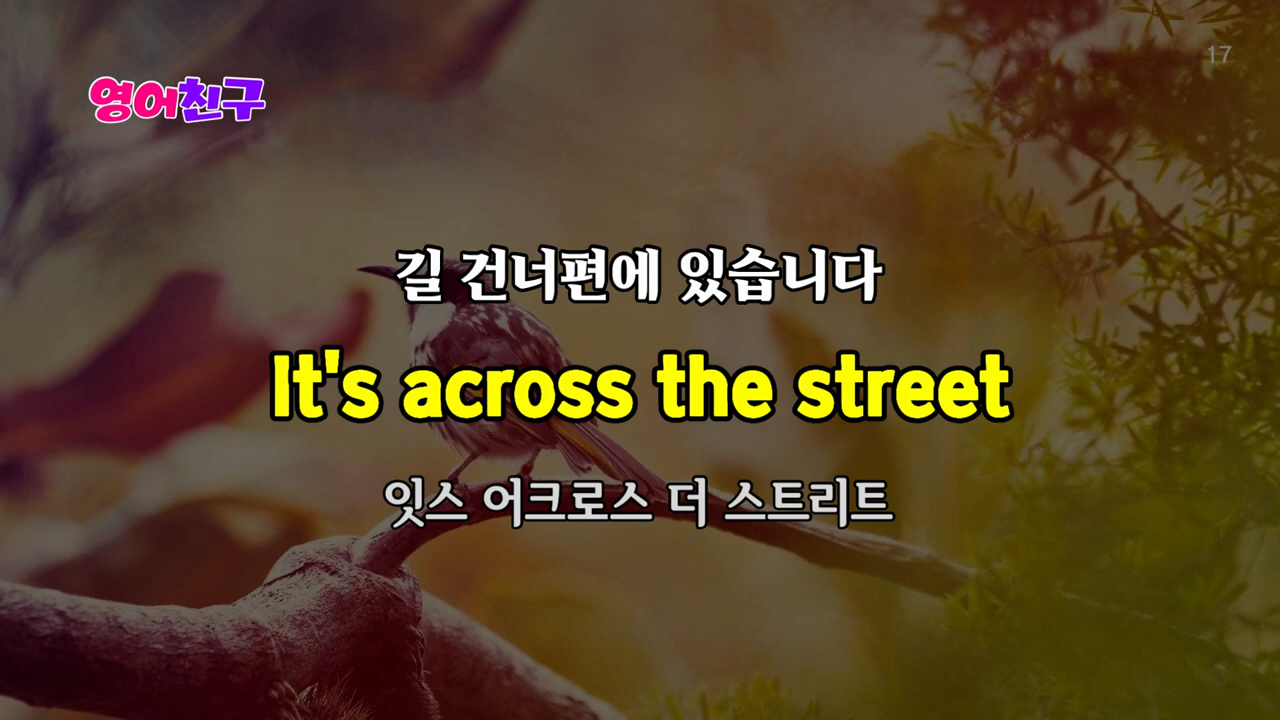 17
영어친구
길 건너편에 있습니다
It's across the street
잇스 어크로스 더 스트리트